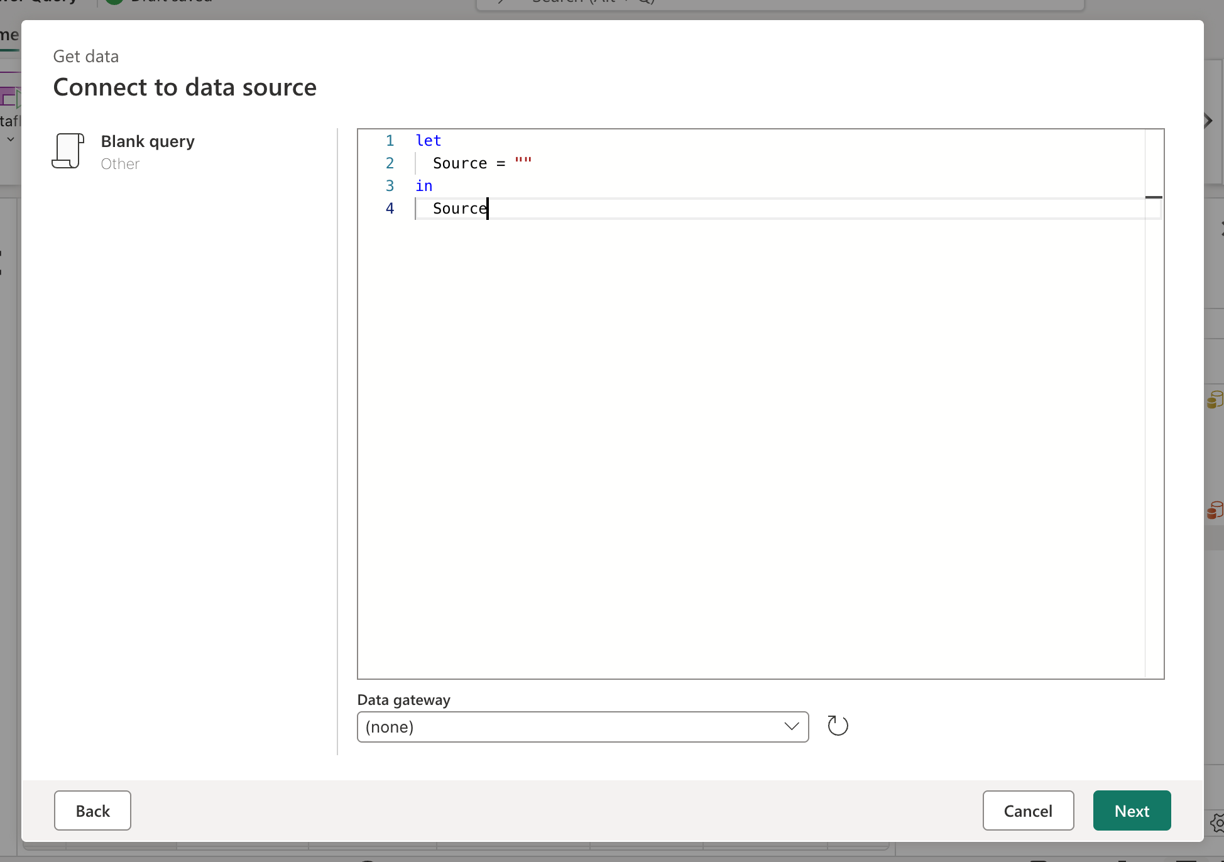 Get data
Connect to data source
Blank query
Other
1 let
2 Source = ""
3 in
4 Source
Data gateway
(none)
Back
Cancel
Next